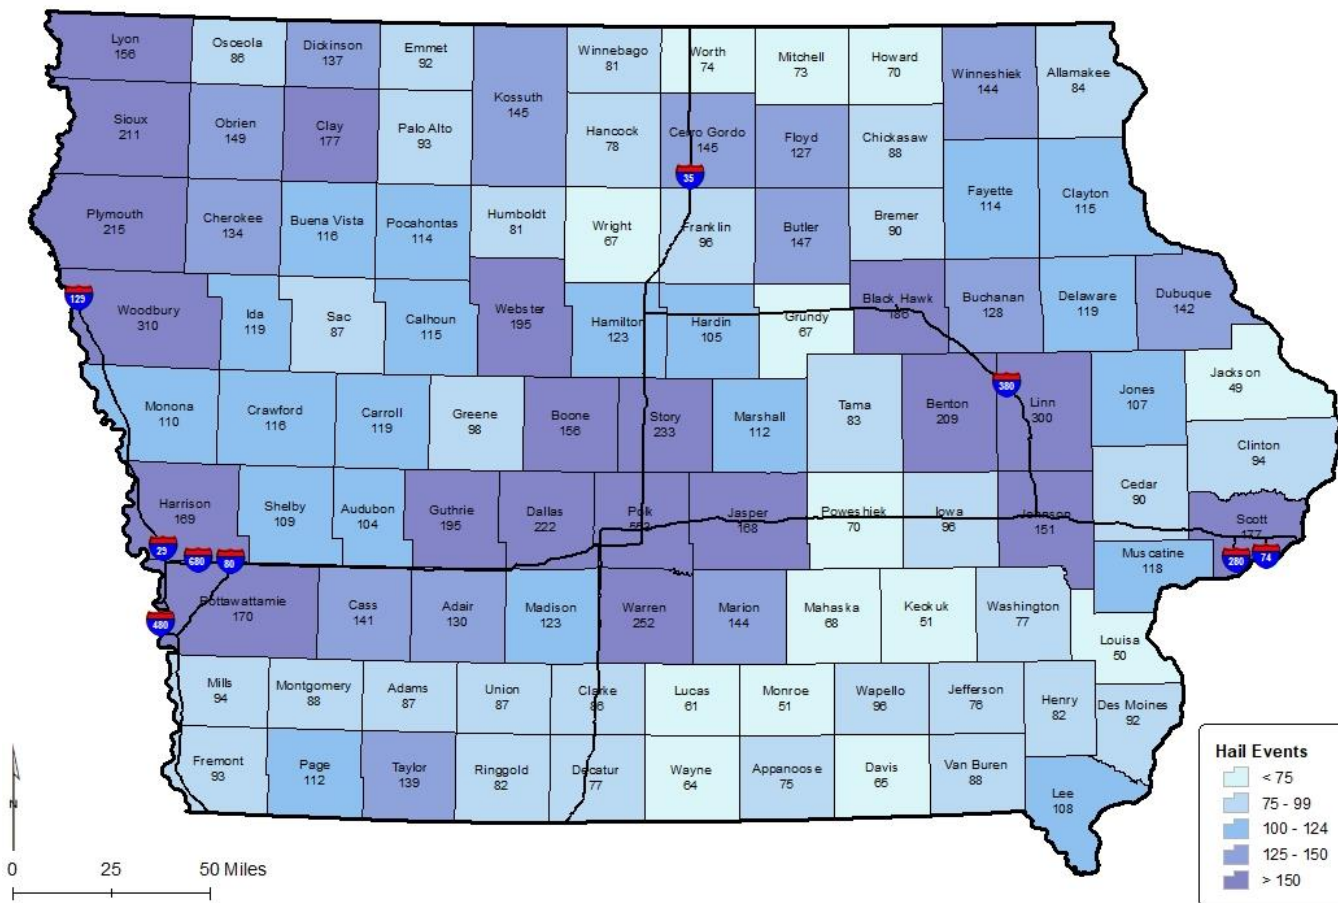 Lyon
156
Osceola
86
Dickinson
137
Emmet
92
Kossuth
145
Winnebago
81
Worth
74
Mitchell
73
Howard
70
Winneshiek
144
Allamakee
84
Sioux
211
Obrien
149
Clay
177
Palo Alto
93
Hancock
78
Cerro Gordo
145
Floyd
127
Chickasaw
88
35
Plymouth
215
Cherokee
134
Buena Vista
116
Pocahontas
114
Humboldt
81
Wright
67
Franklin
96
Butler
147
Bremer
90
Fayette
114
Clayton
115
129
Woodbury
310
Ida
119
Sac
87
Calhoun
115
Webster
195
Hamilton
123
Hardin
105
Grundy
67
Black Hawk
186
Buchanan
128
Delaware
119
Dubuque
142
Monona
110
Crawford
116
Carroll
119
Greene
98
Boone
156
Story
233
Marshall
112
Tama
83
Benton
209
380
Linn
300
Jones
107
Jackson
49
Clinton
94
Harrison
169
Shelby
109
Audubon
104
Guthrie
195
Dallas
222
Polk
Jasper
168
Poweshiek
70
Iowa
96
Johnson
151
Cedar
90
Scott
177
29
680
80
280
74
Muscatine
118
480
Pottawattamie
170
Cass
141
Adair
130
Madison
123
Warren
252
Marion
144
Mahaska
68
Keokuk
51
Washington
77
Louisa
50
Mills
94
Montgomery
88
Adams
87
Union
87
Clarke
86
Lucas
61
Monroe
51
Wapello
96
Jefferson
76
Henry
82
Des Moines
92
Fremont
93
Page
112
Taylor
139
Ringgold
82
Decatur
77
Wayne
64
Appanoose
75
Davis
65
Van Buren
88
Lee
108
N
0 25 50 Miles
Hail Events
< 75
75 - 99
100 - 124
125 - 150
> 150